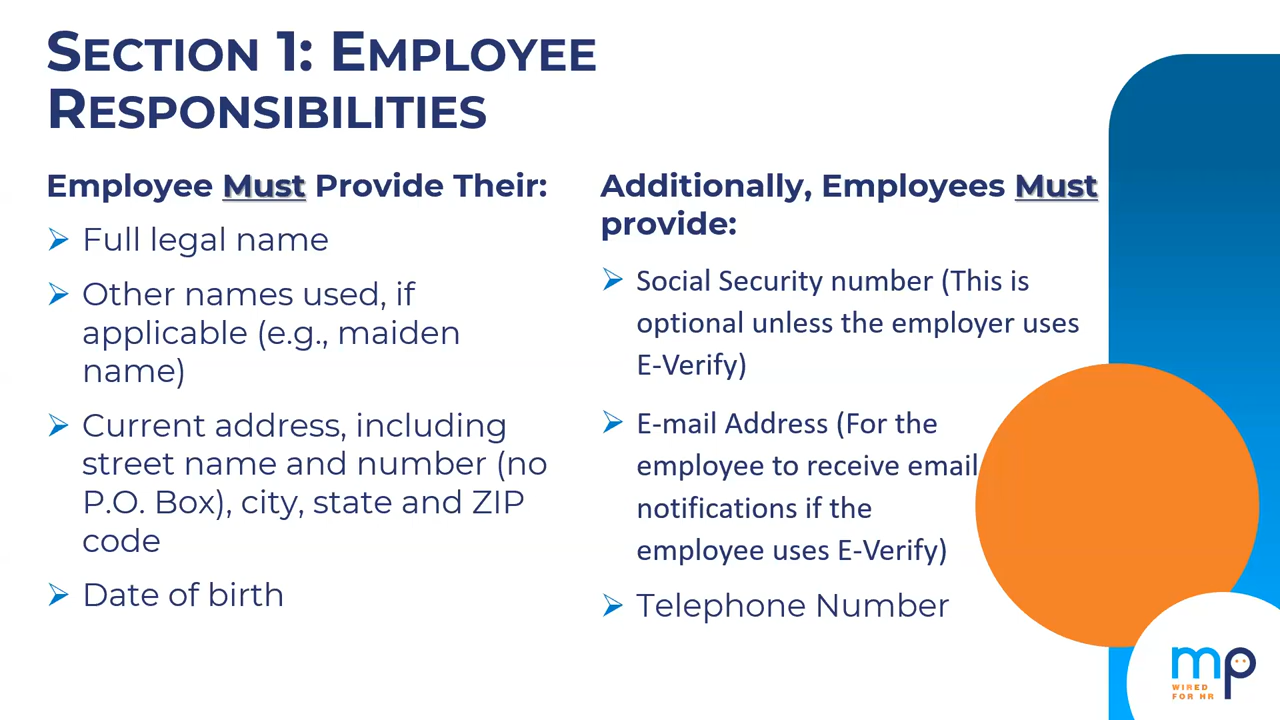 SECTION 1: EMPLOYEE
RESPONSIBILITIES
Employee Must Provide Their:
Full legal name
Other names used, if
applicable (e.g., maiden
name)
Current address, including
street name and number (no
P.O. Box), city, state and ZIP
code
Date of birth
Additionally, Employees Must
provide:
Social Security number (This is
optional unless the employer uses
E-Verify)
E-mail Address (For the
employee to receive email
notifications if the
employee uses E-Verify)
Telephone Number
mp
WIRED
FOR HR